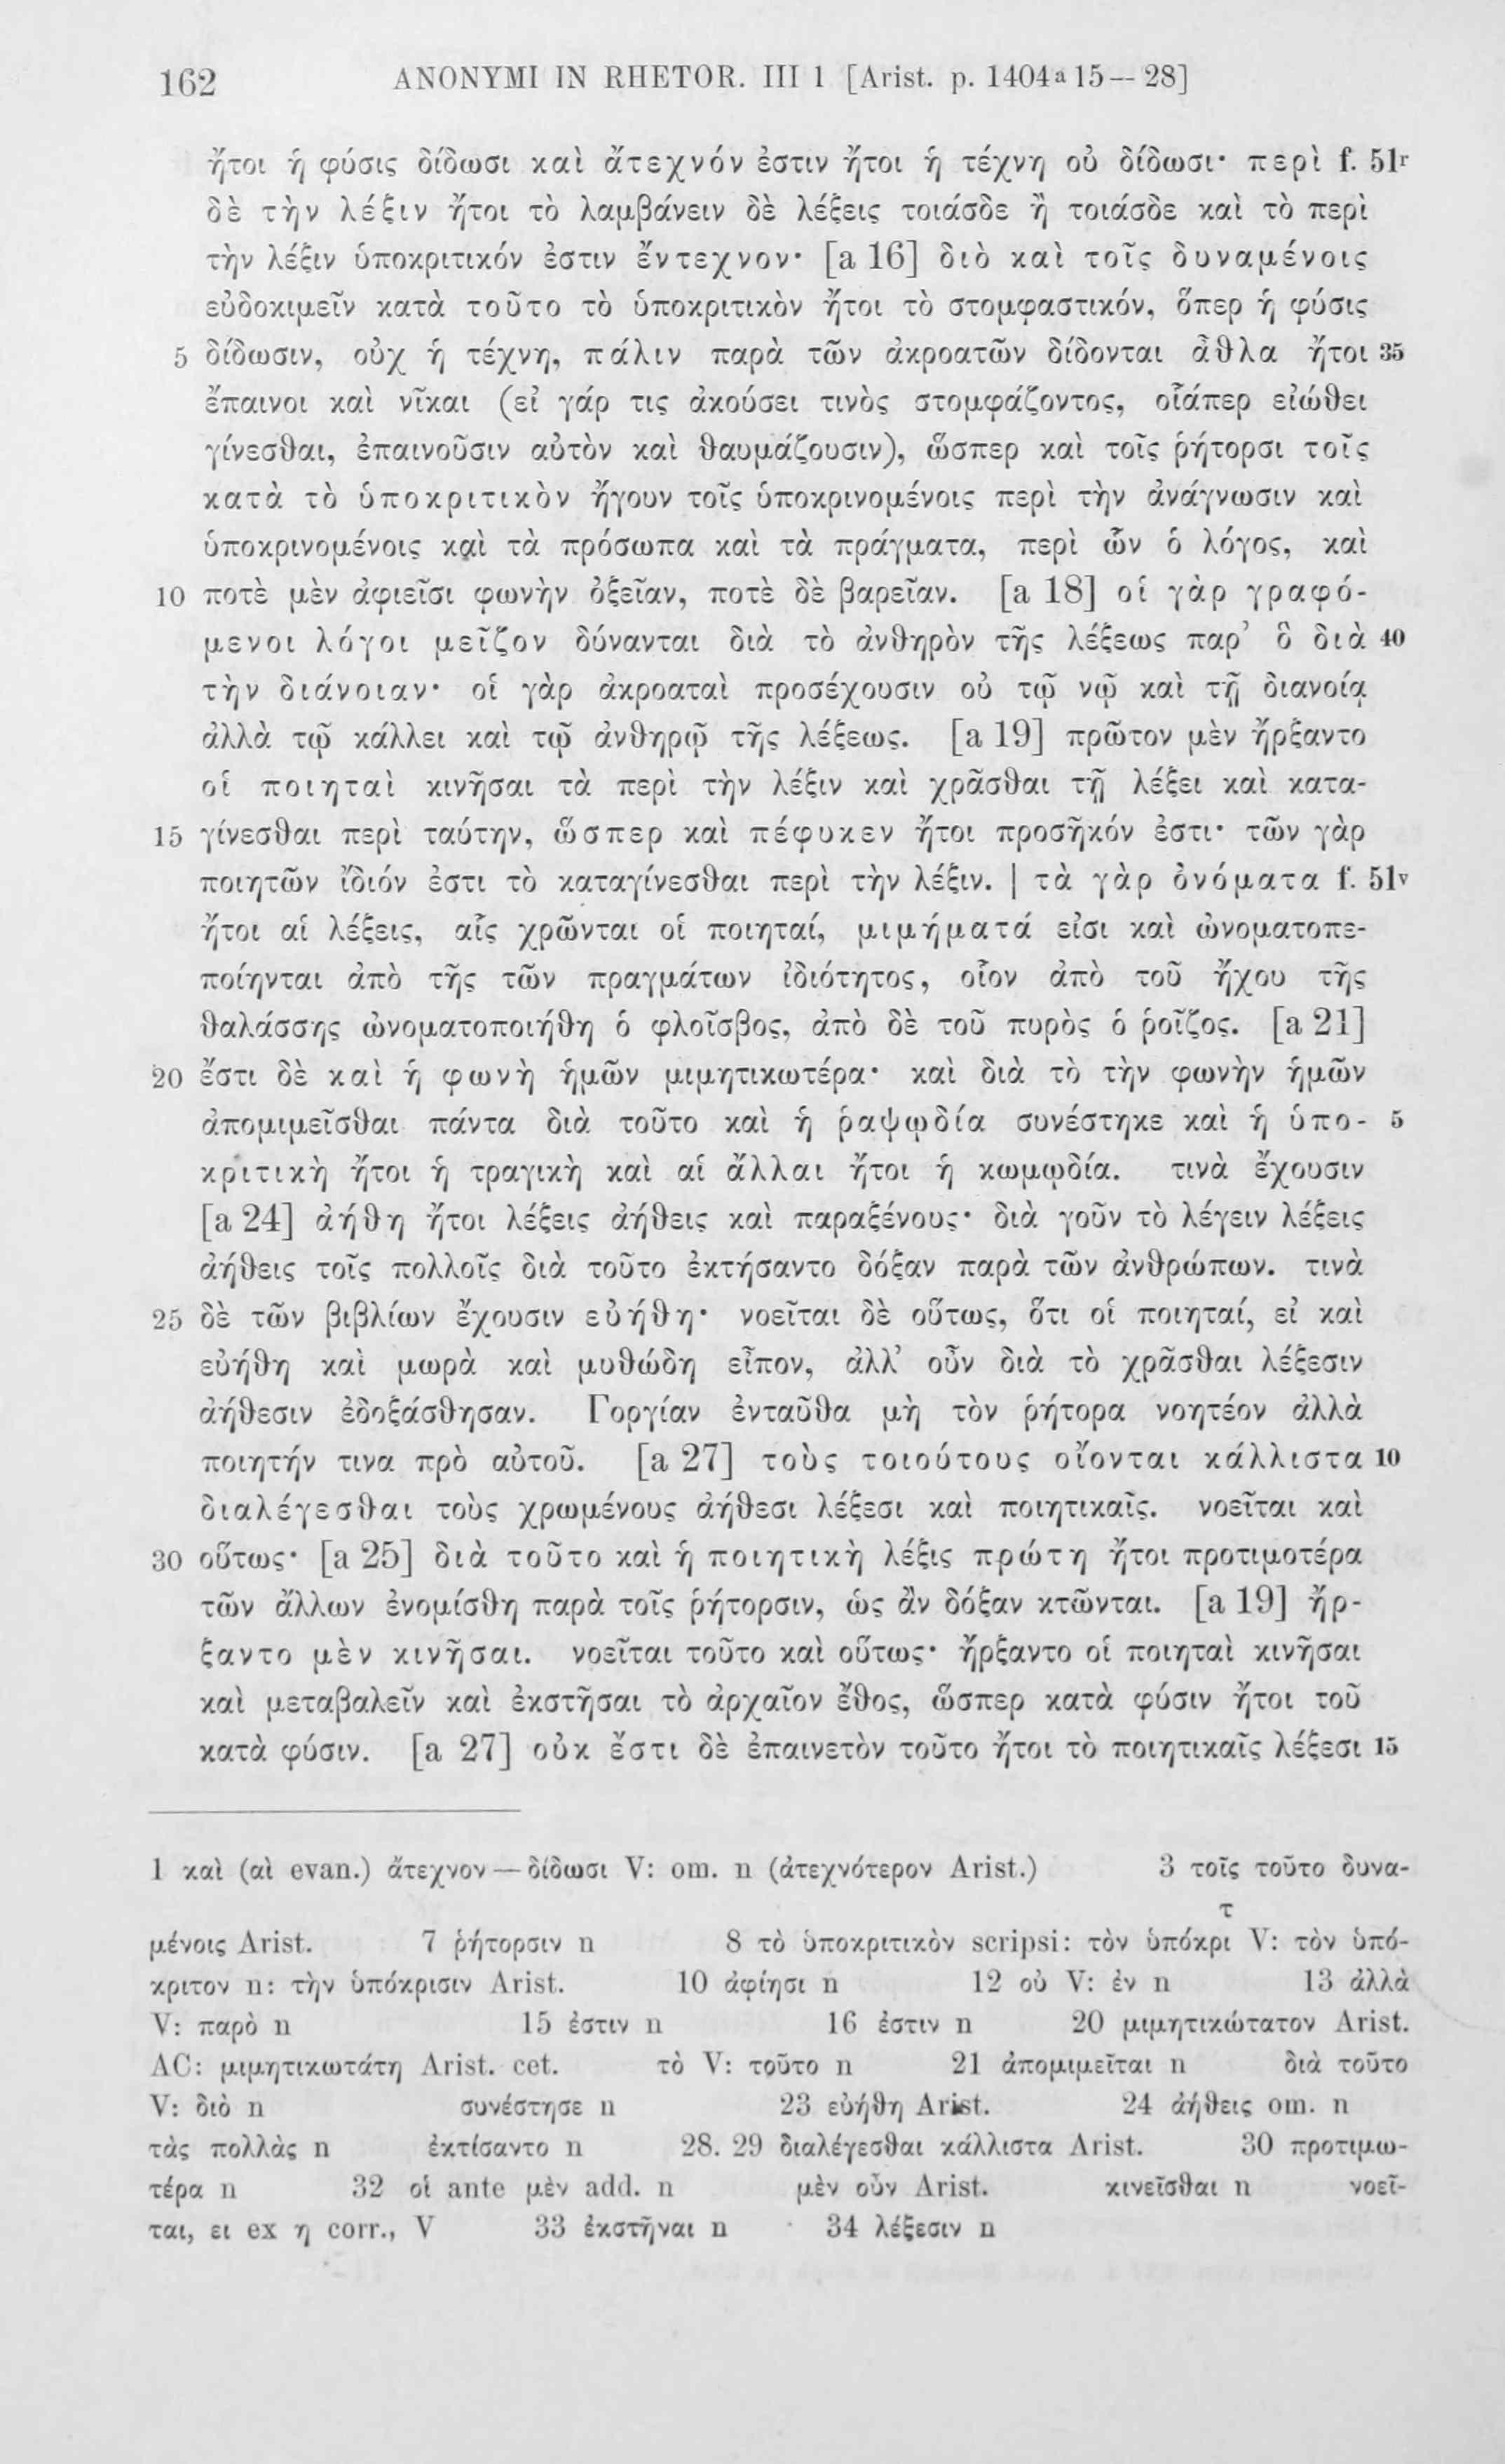 162 ANONYMI IN RHETOR. III 1 [Arist. p. 1404ᵃ15—28]
ἤτοι ἡ φύσις δίδωσι καὶ ἄτεχνόν ἐστιν ἤτοι ἡ τέχνη οὐ δίδωσι· περὶ f. 51ʳ
δὲ τὴν λέξιν ἤτοι τὸ λαμβάνειν δὲ λέξεις τοιάσδε ἢ τοιάσδε καὶ τὸ περὶ
τὴν λέξιν ὑποκριτικόν ἐστιν ἔντεχνον· [a 16] διὸ καὶ τοῖς δυναμένοις
εὐδοκιμεῖν κατὰ τοῦτο τὸ ὑποκριτικὸν ἤτοι τὸ στομφαστικόν, ὅπερ ἡ φύσις
5 δίδωσιν, οὐχ ἡ τέχνη, πάλιν παρὰ τῶν ἀκροατῶν δίδονται ἆθλα ἤτοι 35
ἔπαινοι καὶ νῖκαι (εἰ γάρ τις ἀκούσει τινὸς στομφάζοντος, οἷάπερ εἰώθει
γίνεσθαι, ἐπαινοῦσιν αὐτὸν καὶ θαυμάζουσιν), ὥσπερ καὶ τοῖς ῥήτορσι τοῖς
κατὰ τὸ ὑποκριτικὸν ἤγουν τοῖς ὑποκρινομένοις περὶ τὴν ἀνάγνωσιν καὶ
ὑποκρινομένοις καὶ τὰ πρόσωπα καὶ τὰ πράγματα, περὶ ὧν ὁ λόγος, καὶ
10 ποτὲ μὲν ἀφιεῖσι φωνὴν ὀξεῖαν, ποτὲ δὲ βαρεῖαν. [a 18] οἱ γὰρ γραφό-
μενοι λόγοι μεῖζον δύνανται διὰ τὸ ἀνθηρὸν τῆς λέξεως παρ’ ὃ διὰ 40
τὴν διάνοιαν· οἱ γὰρ ἀκροαταὶ προσέχουσιν οὐ τῷ νῷ καὶ τῇ διανοίᾳ
ἀλλὰ τῷ κάλλει καὶ τῷ ἀνθηρῷ τῆς λέξεως. [a 19] πρῶτον μὲν ἤρξαντο
οἱ ποιηταὶ κινῆσαι τὰ περὶ τὴν λέξιν καὶ χρᾶσθαι τῇ λέξει καὶ κατα-
15 γίνεσθαι περὶ ταύτην, ὥσπερ καὶ πέφυκεν ἤτοι προσῆκόν ἐστι· τῶν γὰρ
ποιητῶν ἴδιόν ἐστι τὸ καταγίνεσθαι περὶ τὴν λέξιν. | τὰ γὰρ ὀνόματα f. 51ᵛ
ἤτοι αἱ λέξεις, αἷς χρῶνται οἱ ποιηταί, μιμήματά εἰσι καὶ ὠνοματοπε-
ποίηνται ἀπὸ τῆς τῶν πραγμάτων ἰδιότητος, οἷον ἀπὸ τοῦ ἤχου τῆς
θαλάσσης ὠνοματοποιήθη ὁ φλοῖσβος, ἀπὸ δὲ τοῦ πυρὸς ὁ ῥοῖζος. [a 21]
20 ἔστι δὲ καὶ ἡ φωνὴ ἡμῶν μιμητικωτέρα· καὶ διὰ τὸ τὴν φωνὴν ἡμῶν
ἀπομιμεῖσθαι πάντα διὰ τοῦτο καὶ ἡ ῥαψῳδία συνέστηκε καὶ ἡ ὑπο- 5
κριτικὴ ἤτοι ἡ τραγικὴ καὶ αἱ ἄλλαι ἤτοι ἡ κωμῳδία. τινὰ ἔχουσιν
[a 24] ἀήθη ἤτοι λέξεις ἀήθεις καὶ παραξένους· διὰ γοῦν τὸ λέγειν λέξεις
ἀήθεις τοῖς πολλοῖς διὰ τοῦτο ἐκτήσαντο δόξαν παρὰ τῶν ἀνθρώπων. τινὰ
25 δὲ τῶν βιβλίων ἔχουσιν εὐήθη· νοεῖται δὲ οὕτως, ὅτι οἱ ποιηταί, εἰ καὶ
εὐήθη καὶ μωρὰ καὶ μυθώδη εἶπον, ἀλλ’ οὖν διὰ τὸ χρᾶσθαι λέξεσιν
ἀήθεσιν ἐδοξάσθησαν. Γοργίαν ἐνταῦθα μὴ τὸν ῥήτορα νοητέον ἀλλὰ
ποιητήν τινα πρὸ αὐτοῦ. [a 27] τοὺς τοιούτους οἴονται κάλλιστα 10
διαλέγεσθαι τοὺς χρωμένους ἀήθεσι λέξεσι καὶ ποιητικαῖς. νοεῖται καὶ
30 οὕτως· [a 25] διὰ τοῦτο καὶ ἡ ποιητικὴ λέξις πρώτη ἤτοι προτιμοτέρα
τῶν ἄλλων ἐνομίσθη παρὰ τοῖς ῥήτορσιν, ὡς ἂν δόξαν κτῶνται. [a 19] ἤρ-
ξαντο μὲν κινῆσαι. νοεῖται τοῦτο καὶ οὕτως· ἤρξαντο οἱ ποιηταὶ κινῆσαι
καὶ μεταβαλεῖν καὶ ἐκστῆσαι τὸ ἀρχαῖον ἔθος, ὥσπερ κατὰ φύσιν ἤτοι τοῦ
κατὰ φύσιν. [a 27] οὐκ ἔστι δὲ ἐπαινετὸν τοῦτο ἤτοι τὸ ποιητικαῖς λέξεσι 15
1 καὶ (αὶ evan.) ἄτεχνον — δίδωσι V: om. n (ἀτεχνότερον Arist.) 3 τοῖς τοῦτο δυνα-
μένοις Arist. 7 ῥήτορσιν n 8 τὸ ὑποκριτικὸν scripsi: τὸν ὑπόκριᵗ V: τὸν ὑπό-
κριτον n: τὴν ὑπόκρισιν Arist. 10 ἀφίησι n 12 οὐ V: ἐν n 13 ἀλλὰ
V: παρὸ n 15 ἐστιν n 16 ἐστιν n 20 μιμητικώτατον Arist.
AC: μιμητικωτάτη Arist. cet. τὸ V: τοῦτο n 21 ἀπομιμεῖται n διὰ τοῦτο
V: διὸ n συνέστησε n 23 εὐήθη Arist. 24 ἀήθεις om. n
τὰς πολλὰς n ἐκτίσαντο n 28. 29 διαλέγεσθαι κάλλιστα Arist. 30 προτιμω-
τέρα n 32 οἱ ante μὲν add. n μὲν οὖν Arist. κινεῖσθαι n νοεῖ-
ται, ει ex η corr., V 33 ἐκστῆναι n 34 λέξεσιν n